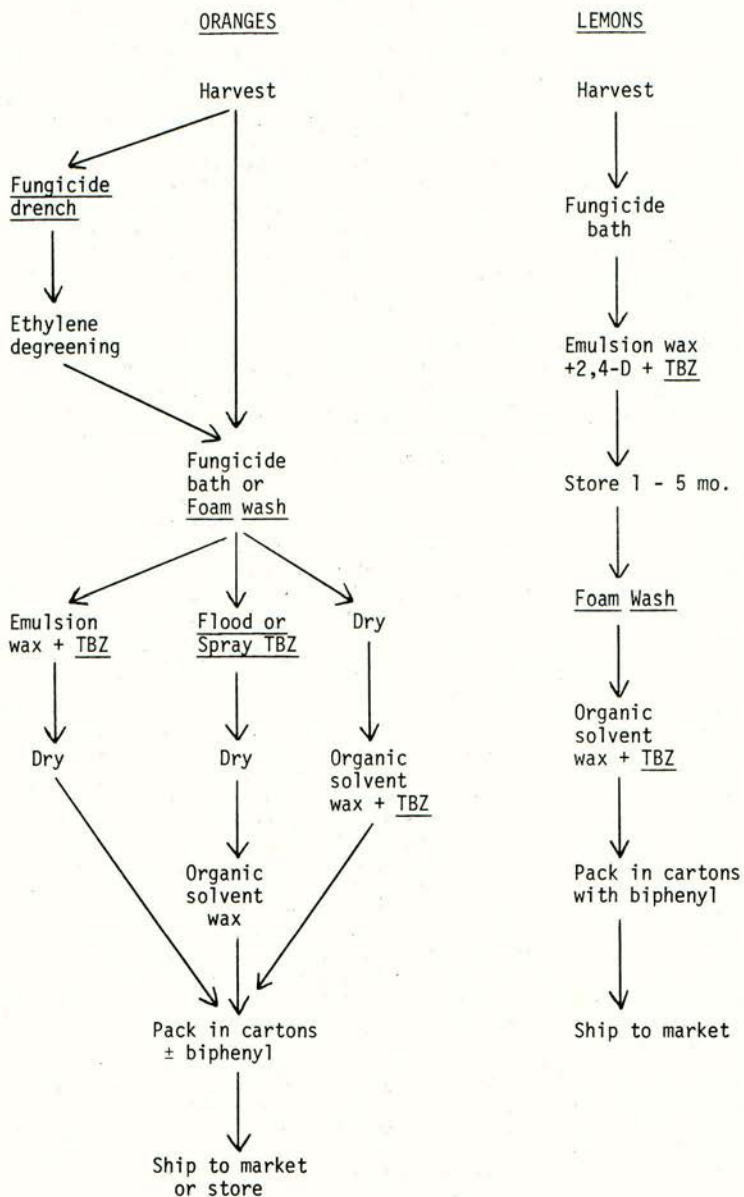 ORANGES
Harvest
Fungicide
drench
Ethylene
degreening
Fungicide
bath or
Foam wash
Emulsion
wax + TBZ
Dry
Flood or
Spray TBZ
Dry
Organic
solvent
wax
Dry
Organic
solvent
wax + TBZ
Pack in cartons
± biphenyl
Ship to market
or store
LEMONS
Harvest
Fungicide
bath
Emulsion wax
+2,4-D + TBZ
Store 1 - 5 mo.
Foam Wash
Organic
solvent
wax + TBZ
Pack in cartons
with biphenyl
Ship to market